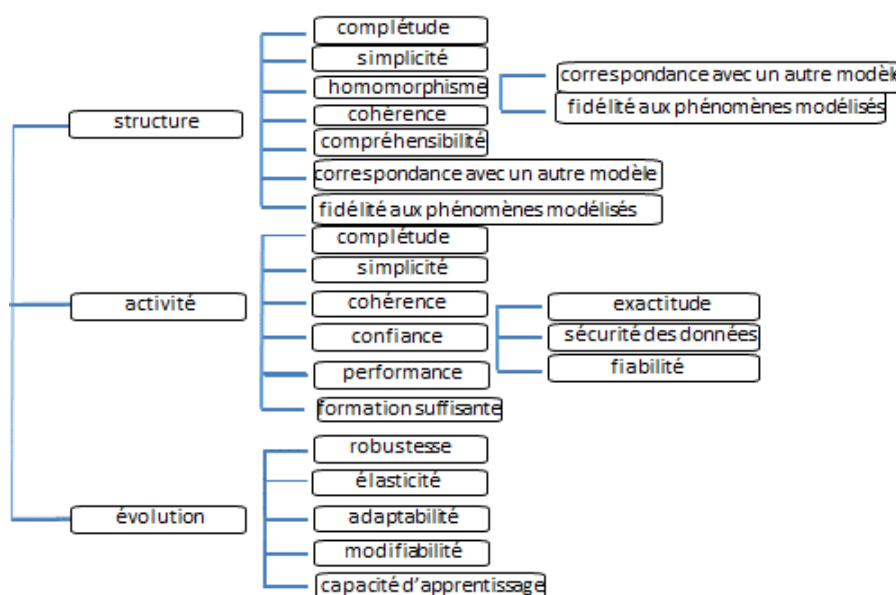 complétude
simplicité
homomorphisme
correspondance avec un autre modèle
fidélité aux phénomènes modélisés
structure
cohérence
compréhensibilité
correspondance avec un autre modèle
fidélité aux phénomènes modélisés
complétude
simplicité
activité
cohérence
exactitude
confiance
sécurité des données
fiabilité
performance
formation suffisante
robustesse
élasticité
évolution
adaptabilité
modifiabilité
capacité d'apprentissage